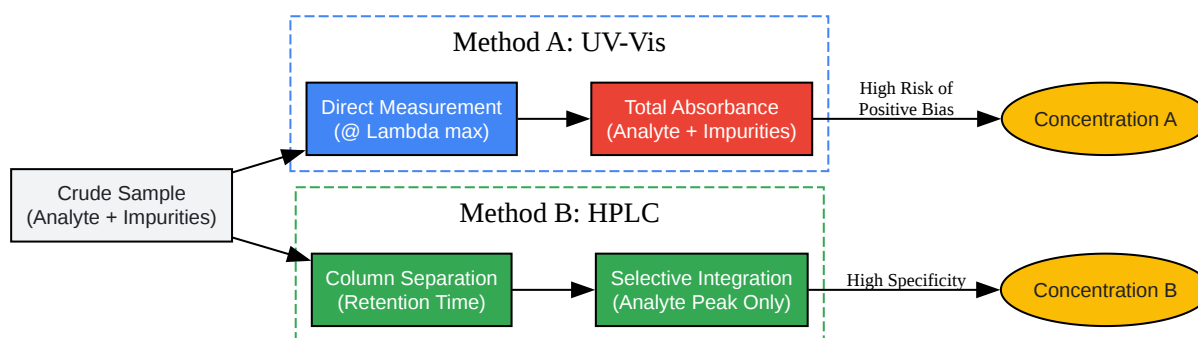 Method A: UV-Vis
Direct Measurement
(@ Lambda max)
Total Absorbance
(Analyte + Impurities)
High Risk of
Positive Bias
Concentration A
Crude Sample
(Analyte + Impurities)
Method B: HPLC
Column Separation
(Retention Time)
Selective Integration
(Analyte Peak Only)
High Specificity
Concentration B